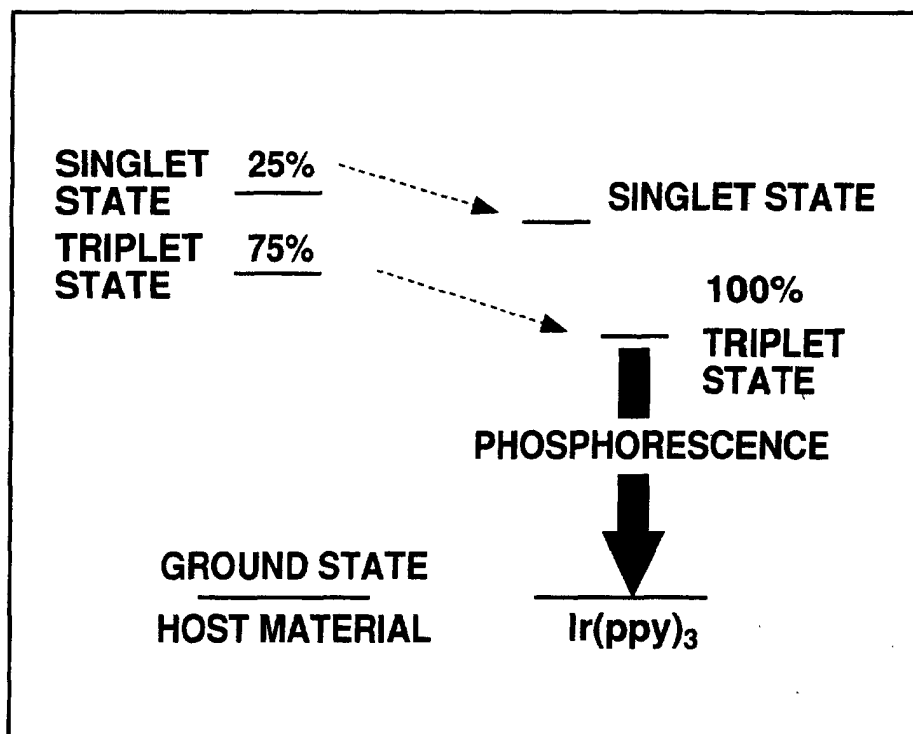 SINGLET STATE 25%
TRIPLET STATE 75%
SINGLET STATE
100%
TRIPLET
STATE
PHOSPHORESCENCE
GROUND STATE
HOST MATERIAL
Ir(ppy)₃